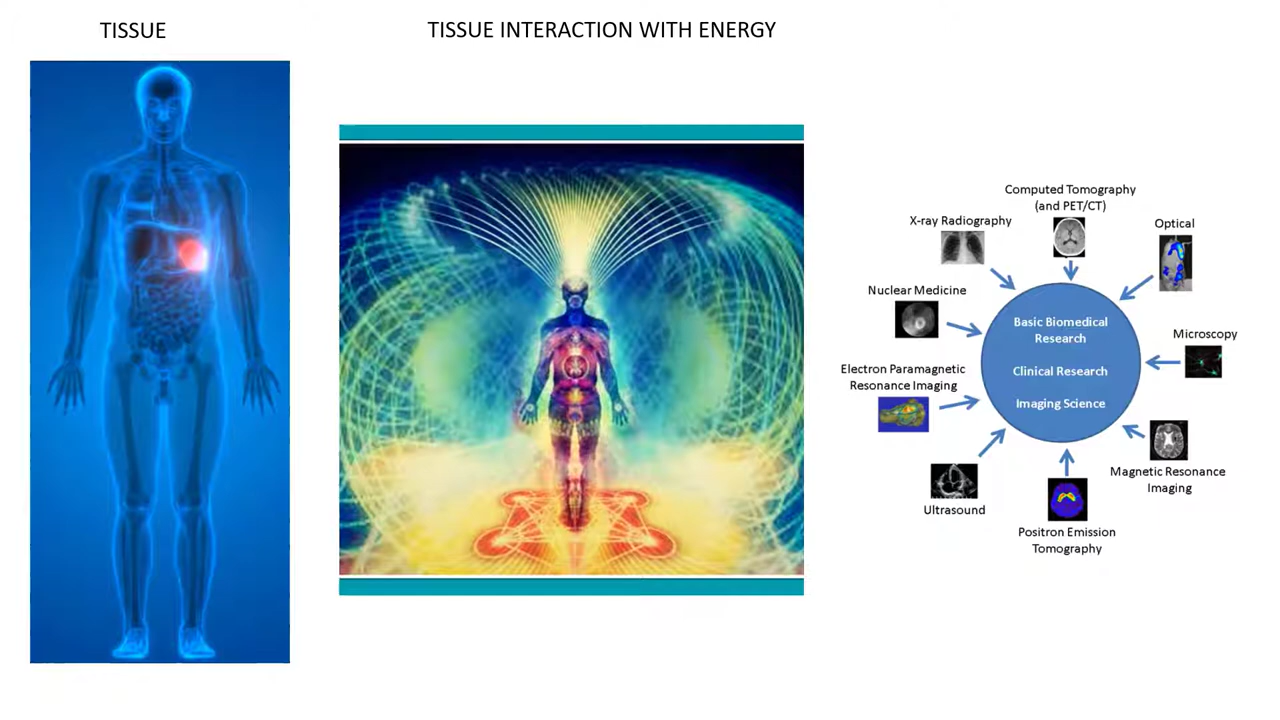 TISSUE
TISSUE INTERACTION WITH ENERGY
Computed Tomography
(and PET/CT)
X-ray Radiography
Optical
Nuclear Medicine
Basic Biomedical
Research
Microscopy
Electron Paramagnetic
Resonance Imaging
Clinical Research
Imaging Science
Magnetic Resonance
Imaging
Ultrasound
Positron Emission
Tomography